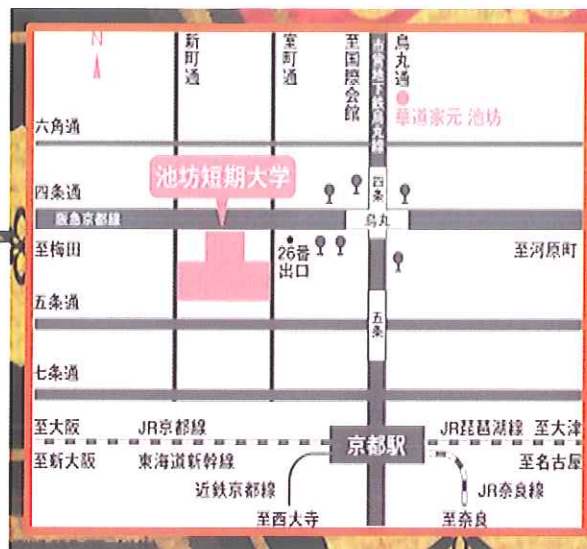 N
新町通
室町通
至国際会館
市営地下鉄烏丸線
烏丸通
華道家元 池坊
六角通
池坊短期大学
四条通
四条
阪急京都線
烏丸
至梅田
26番
出口
至河原町
五条通
五条
七条通
至大阪
JR京都線
京都駅
JR琵琶湖線
至大津
至新大阪
東海道新幹線
至名古屋
近鉄京都線
JR奈良線
至西大寺
至奈良